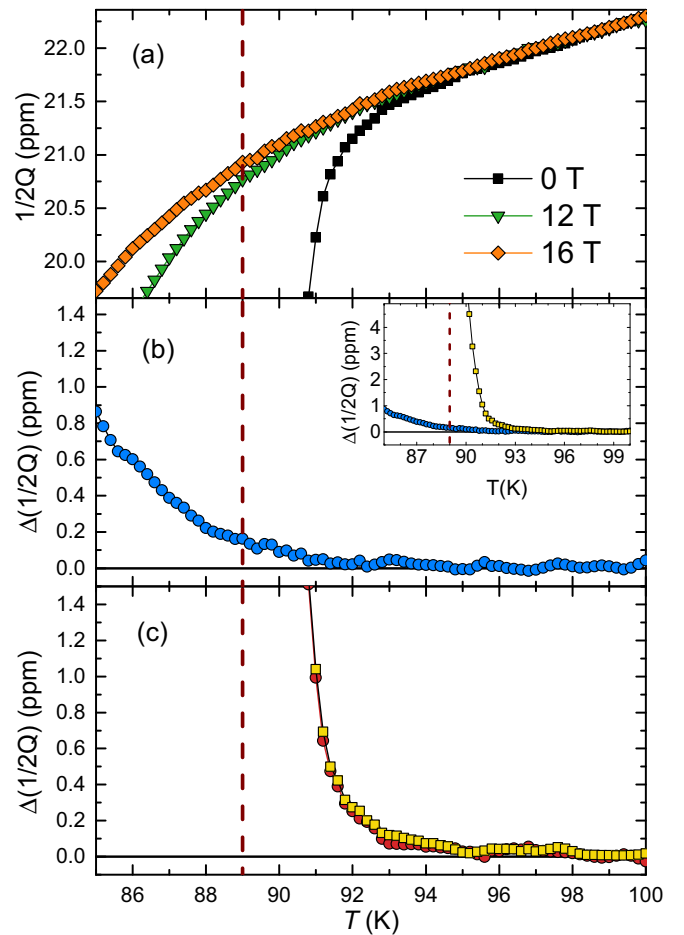 (a)
1/2Q (ppm)
22.0
21.5
21.0
20.5
20.0
0 T
12 T
16 T
(b)
Δ(1/2Q) (ppm)
1.4
1.2
1.0
0.8
0.6
0.4
0.2
0.0
Δ(1/2Q) (ppm)
5
4
3
2
1
0
87 90 93 96 99
T(K)
(c)
Δ(1/2Q) (ppm)
1.4
1.2
1.0
0.8
0.6
0.4
0.2
0.0
86 88 90 92 94 96 98 100
T (K)